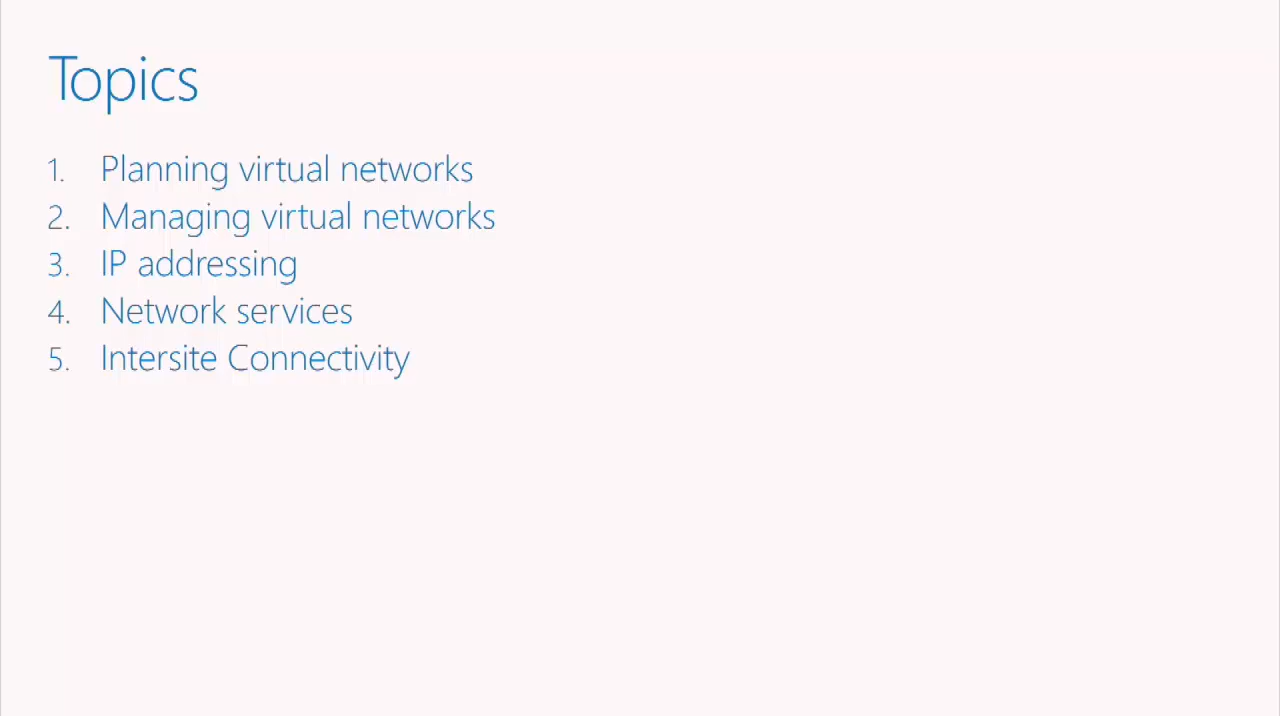 Topics
1. Planning virtual networks
2. Managing virtual networks
3. IP addressing
4. Network services
5. Intersite Connectivity